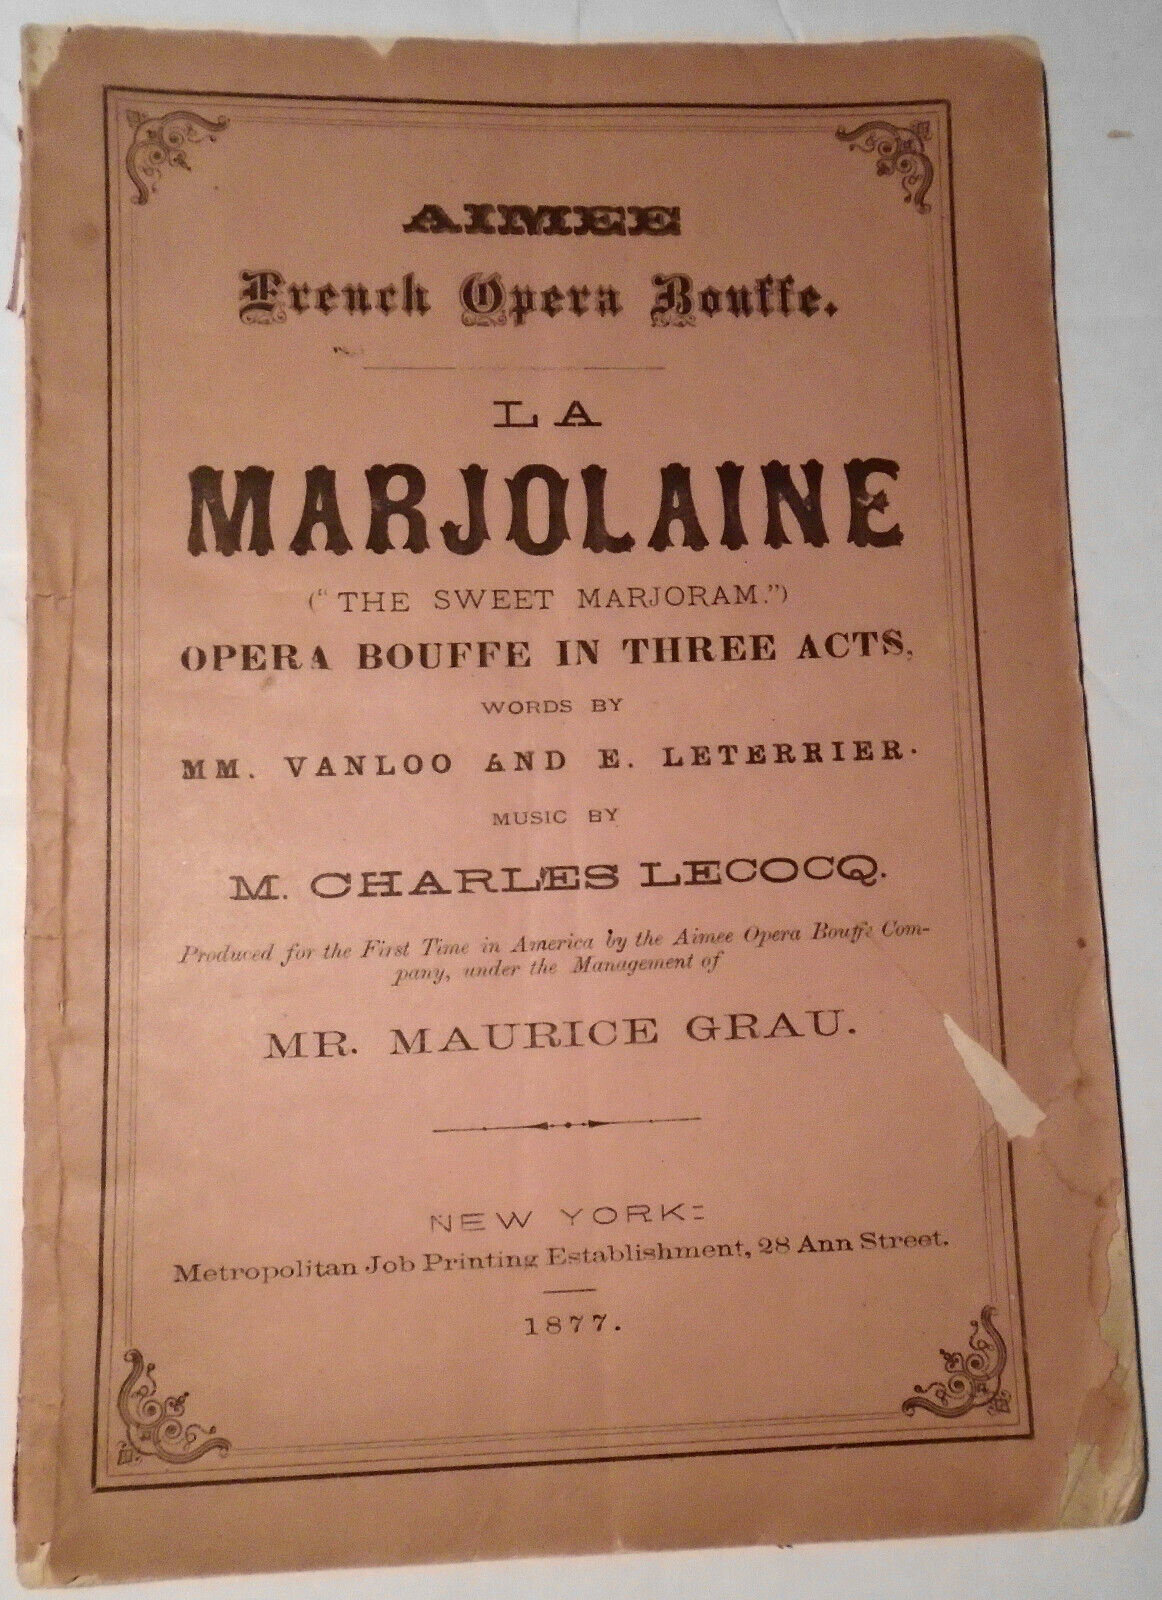 AIMEE
French Opera Bouffe.
LA
MARJOLAINE
("THE SWEET MARJORAM.")
OPERA BOUFFE IN THREE ACTS,
WORDS BY
MM. VANLOO AND E. LETERRIER.
MUSIC BY
M. CHARLES LECOCQ.
Produced for the First Time in America by the Aimee Opera Bouffe Com-
pany, under the Management of
MR. MAURICE GRAU.
NEW YORK:
Metropolitan Job Printing Establishment, 28 Ann Street.
1877.